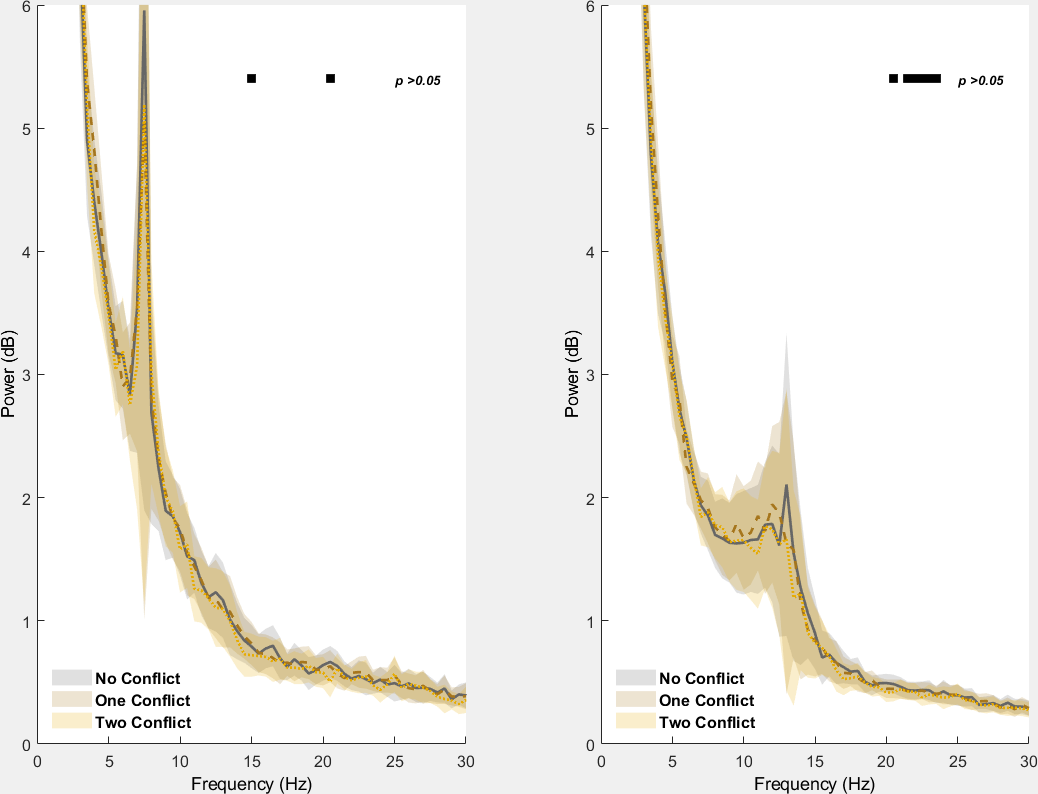 6
5
4
3
2
1
0
Power (dB)
p >0.05
No Conflict
One Conflict
Two Conflict
0 5 10 15 20 25 30
Frequency (Hz)
6
5
4
3
2
1
0
Power (dB)
p >0.05
No Conflict
One Conflict
Two Conflict
0 5 10 15 20 25 30
Frequency (Hz)